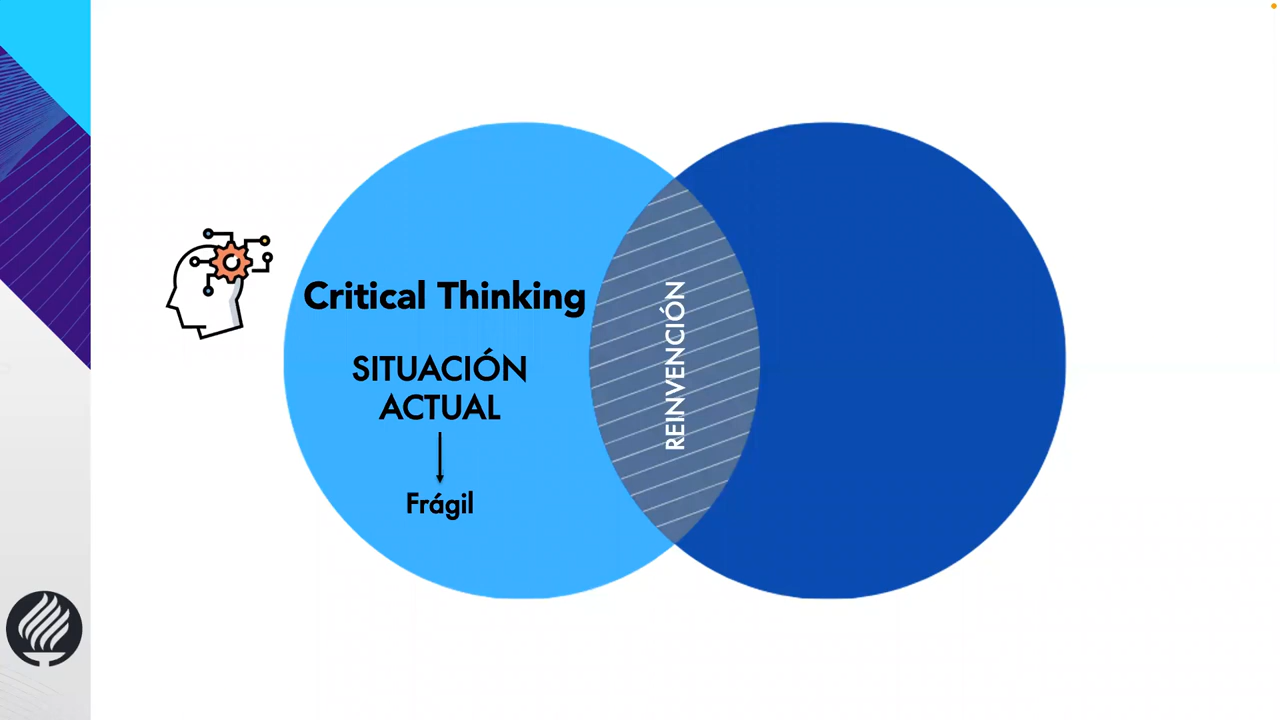 Critical Thinking
SITUACIÓN
ACTUAL
Frágil
REINVENCIÓN